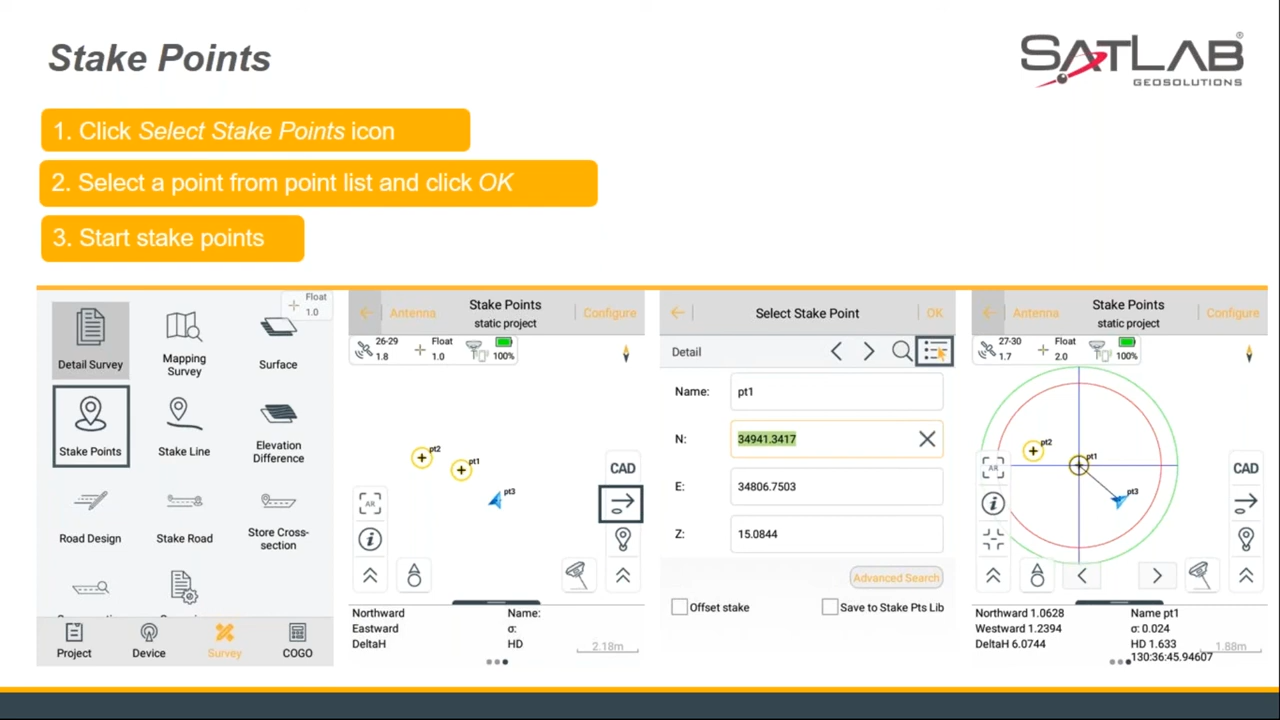 Stake Points
SATLAB®
GEOSOLUTIONS
1. Click Select Stake Points icon
2. Select a point from point list and click OK
3. Start stake points
Float
1.0
Detail Survey
Mapping
Survey
Surface
Stake Points
Stake Line
Elevation
Difference
Road Design
Stake Road
Store Cross-
section
Project
Device
Survey
COGO
Antenna
Stake Points
static project
Configure
26-29
1.8
Float
1.0
100%
pt2
pt1
pt3
CAD
AR
Northward
Eastward
DeltaH
Name:
σ:
HD
2.18m
Select Stake Point
OK
Detail
Name:
pt1
N:
34941.3417
E:
34806.7503
Z:
15.0844
Advanced Search
Offset stake
Save to Stake Pts Lib
Antenna
Stake Points
static project
Configure
27-30
1.7
Float
2.0
100%
pt2
pt1
pt3
CAD
AR
Northward 1.0628
Westward 1.2394
DeltaH 6.0744
Name pt1
σ: 0.024
HD 1.633
130:36:45.94607
1.88m